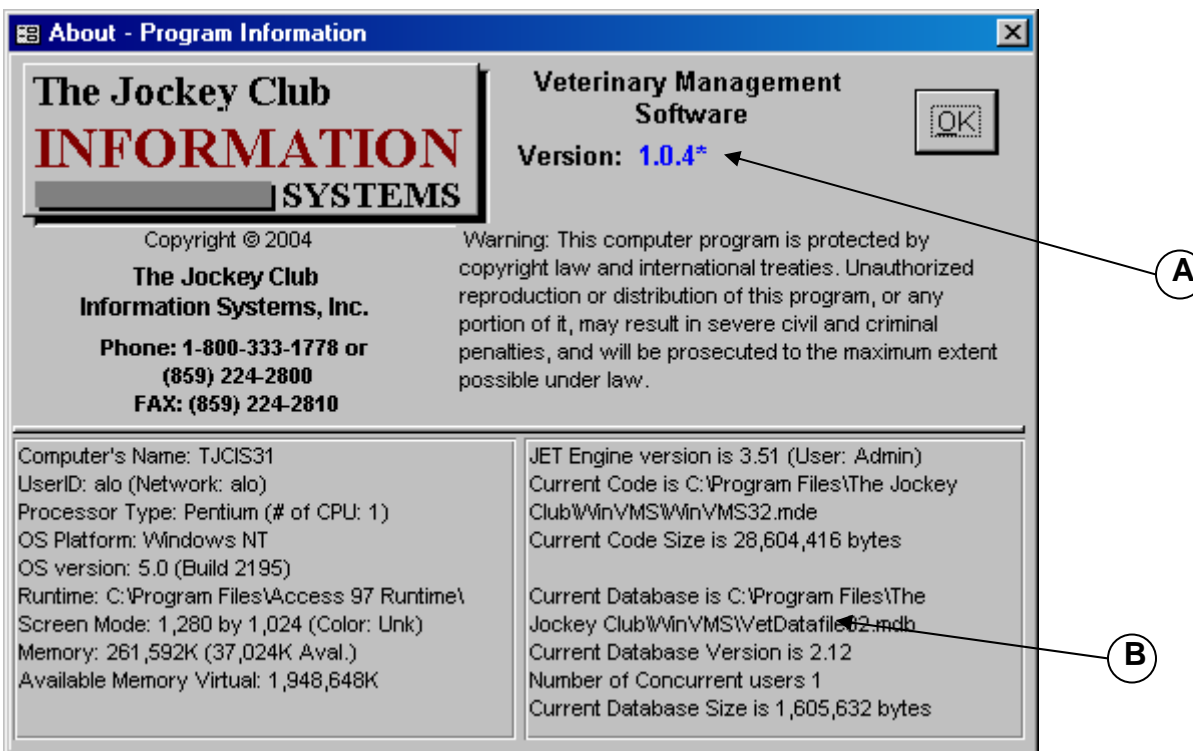 About - Program Information
The Jockey Club
INFORMATION
SYSTEMS
Veterinary Management
Software
Version: 1.0.4*
OK
A
Copyright © 2004
The Jockey Club
Information Systems, Inc.
Phone: 1-800-333-1778 or
(859) 224-2800
FAX: (859) 224-2810
Warning: This computer program is protected by
copyright law and international treaties. Unauthorized
reproduction or distribution of this program, or any
portion of it, may result in severe civil and criminal
penalties, and will be prosecuted to the maximum extent
possible under law.
Computer's Name: TJCIS31
UserID: alo (Network: alo)
Processor Type: Pentium (# of CPU: 1)
OS Platform: Windows NT
OS version: 5.0 (Build 2195)
Runtime: C:\Program Files\Access 97 Runtime\
Screen Mode: 1,280 by 1,024 (Color: Unk)
Memory: 261,592K (37,024K Aval.)
Available Memory Virtual: 1,948,648K
JET Engine version is 3.51 (User: Admin)
Current Code is C:\Program Files\The Jockey
Club\WinVMS\WinVMS32.mde
Current Code Size is 28,604,416 bytes
Current Database is C:\Program Files\The
Jockey Club\WinVMS\VetDatafile32.mdb
Current Database Version is 2.12
Number of Concurrent users 1
Current Database Size is 1,605,632 bytes
B